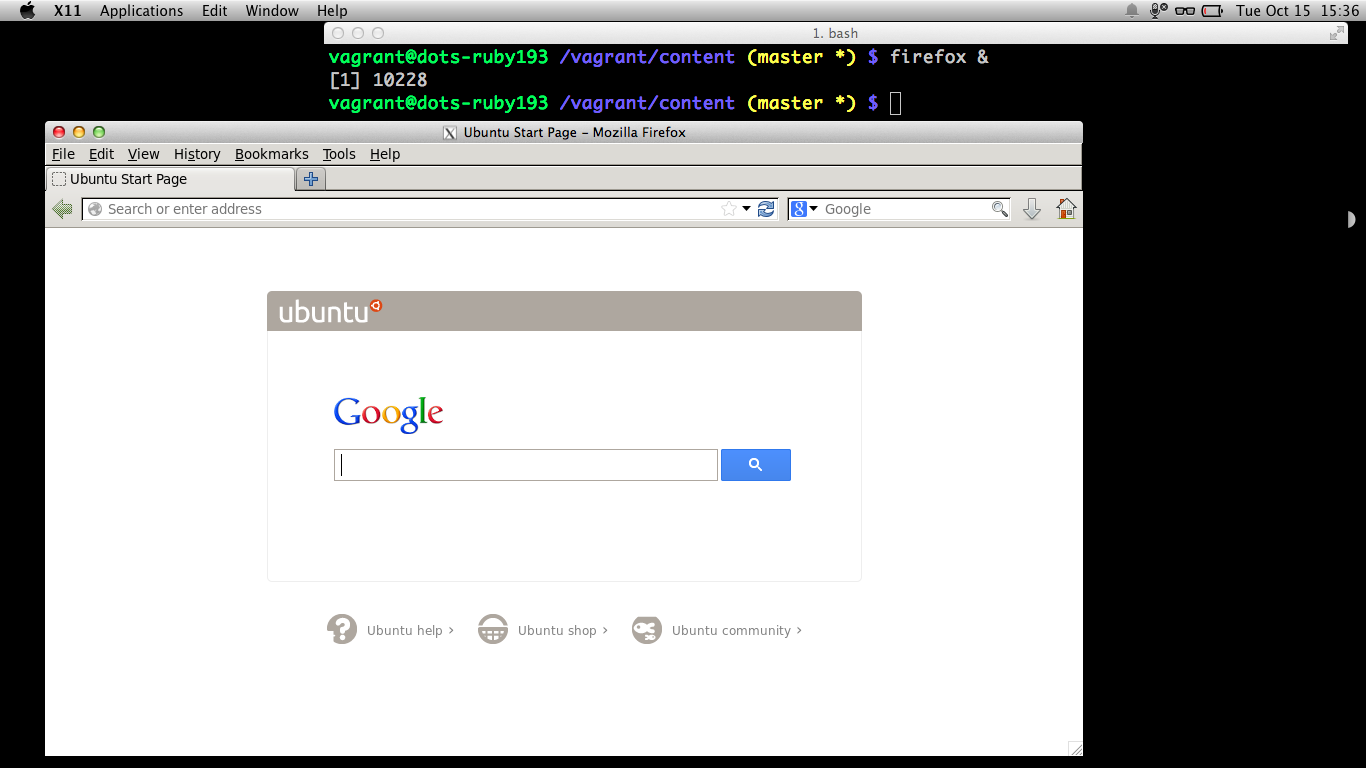 X11 Applications Edit Window Help Tue Oct 15 15:36
1. bash
vagrant@dots-ruby193 /vagrant/content (master *) $ firefox &
[1] 10228
vagrant@dots-ruby193 /vagrant/content (master *) $
Ubuntu Start Page – Mozilla Firefox
File Edit View History Bookmarks Tools Help
Ubuntu Start Page
Search or enter address g Google
ubuntu
Google
Ubuntu help › Ubuntu shop › Ubuntu community ›